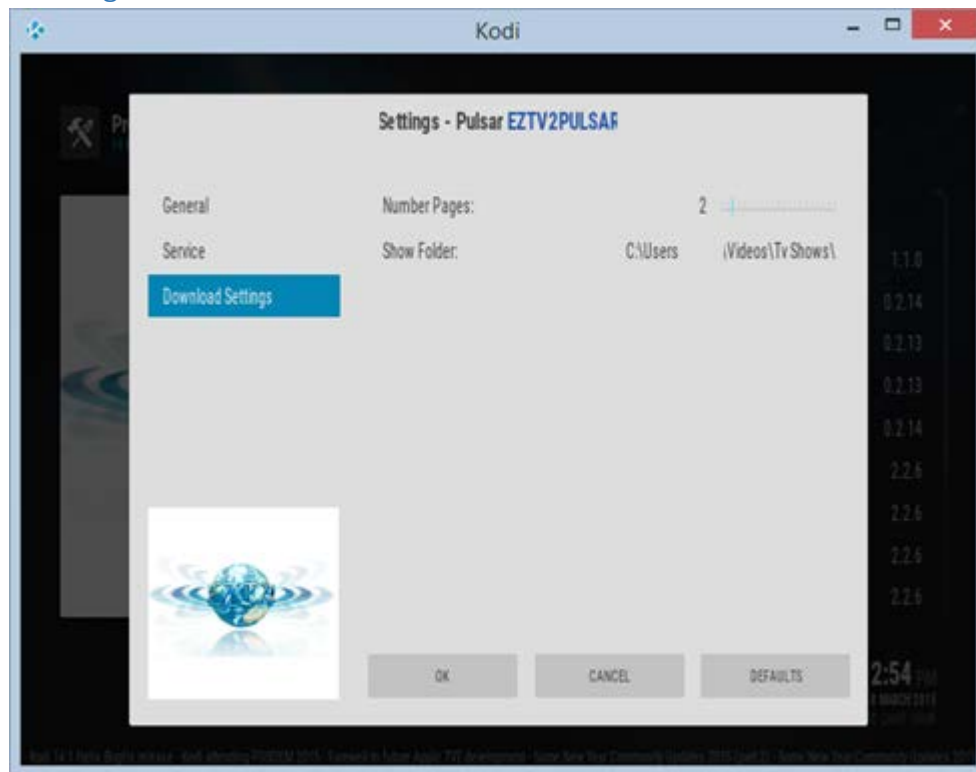 Kodi
Settings - Pulsar EZTV2PULSAR
General
Number Pages: 2
Service
Show Folder: C:\Users \Videos\Tv Shows\
Download Settings
1.1.0
0.2.14
0.2.13
0.2.13
0.2.14
2.2.6
2.2.6
2.2.6
2.2.6
OK CANCEL DEFAULTS
2:54 PM